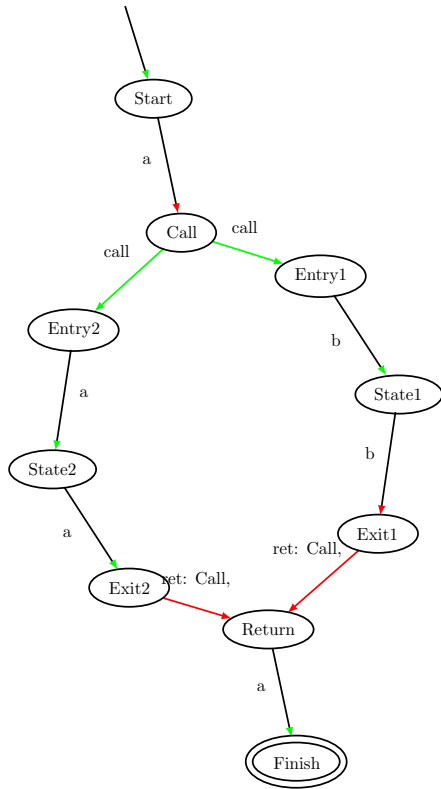 Start
a
Call
call
call
Entry1
Entry2
b
a
State1
b
State2
a
Exit1
ret: Call,
ret: Call,
Exit2
Return
a
Finish